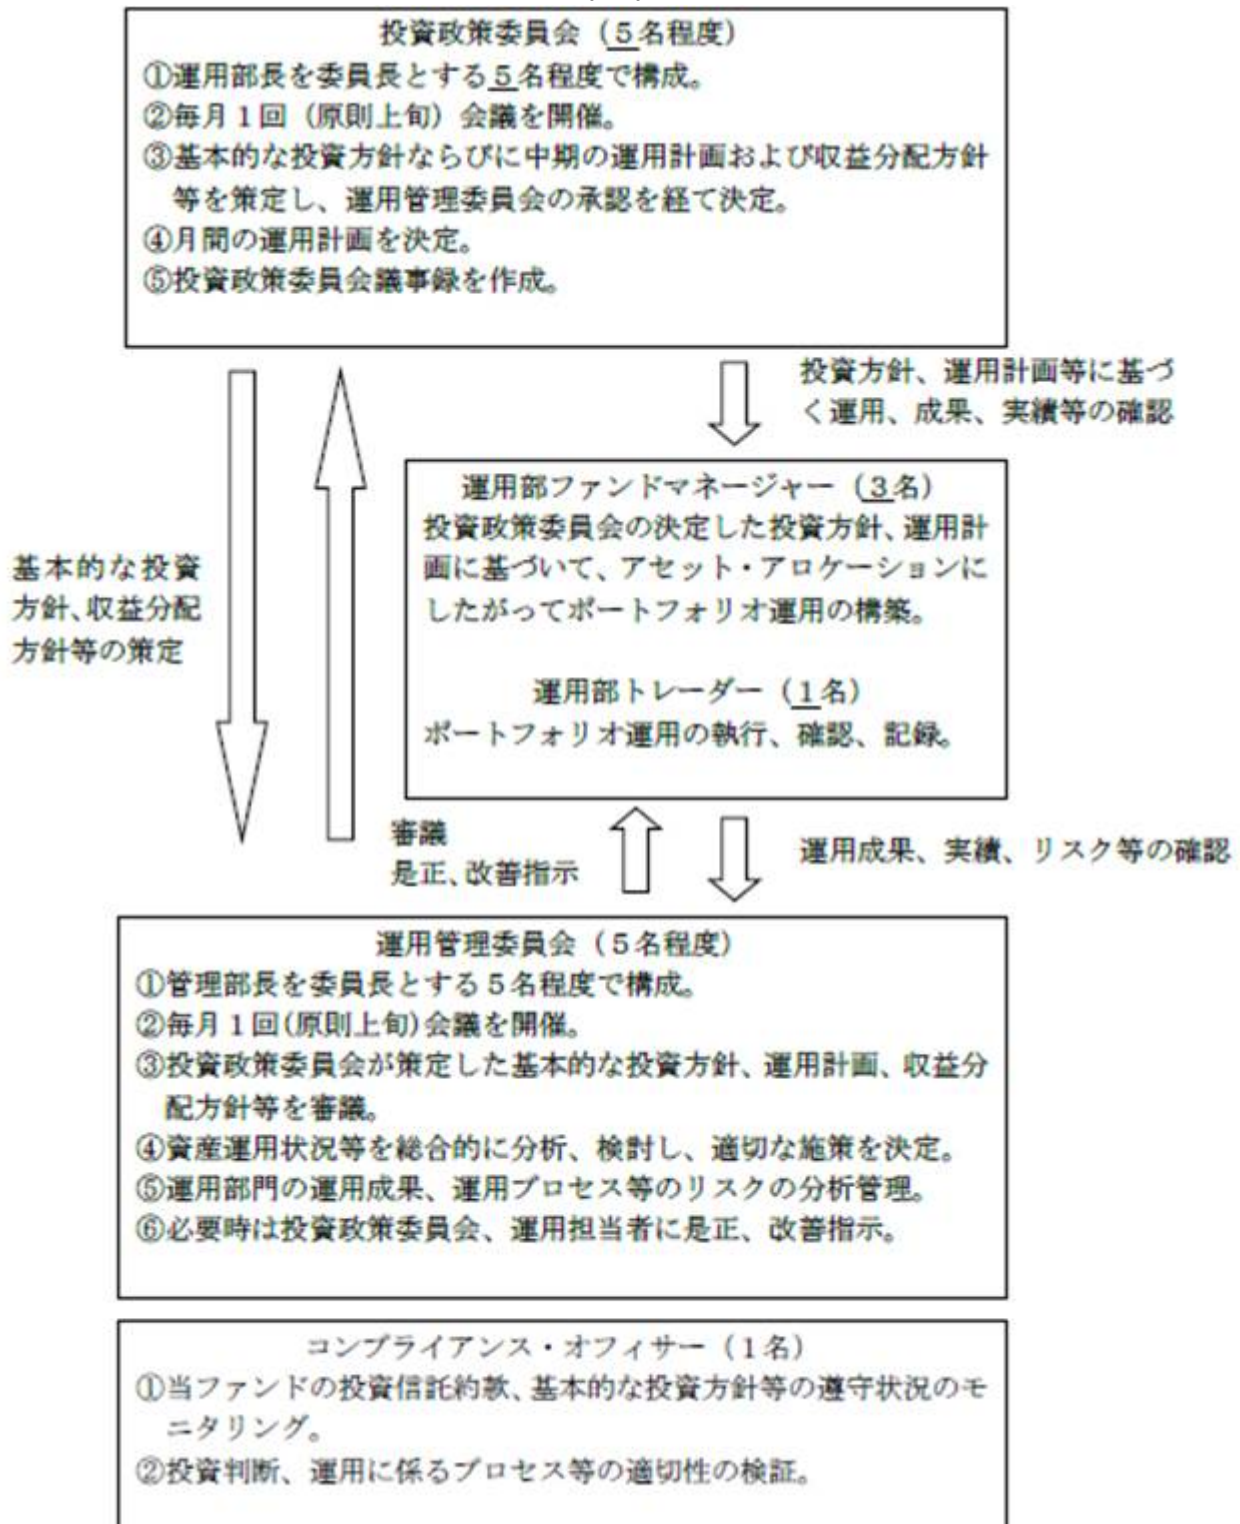 投資政策委員会（５名程度）
①運用部長を委員長とする５名程度で構成。
②毎月１回（原則上旬）会議を開催。
③基本的な投資方針ならびに中期の運用計画および収益分配方針
等を策定し、運用管理委員会の承認を経て決定。
④月間の運用計画を決定。
⑤投資政策委員会議事録を作成。
投資方針、運用計画等に基づ
く運用、成果、実績等の確認
運用部ファンドマネージャー（３名）
投資政策委員会の決定した投資方針、運用計
画に基づいて、アセット・アロケーションに
したがってポートフォリオ運用の構築。
運用部トレーダー（１名）
ポートフォリオ運用の執行、確認、記録。
基本的な投資
方針、収益分配
方針等の策定
審議
是正、改善指示
運用成果、実績、リスク等の確認
運用管理委員会（５名程度）
①管理部長を委員長とする５名程度で構成。
②毎月１回(原則上旬)会議を開催。
③投資政策委員会が策定した基本的な投資方針、運用計画、収益分
配方針等を審議。
④資産運用状況等を総合的に分析、検討し、適切な施策を決定。
⑤運用部門の運用成果、運用プロセス等のリスクの分析管理。
⑥必要時は投資政策委員会、運用担当者に是正、改善指示。
コンプライアンス・オフィサー（１名）
①当ファンドの投資信託約款、基本的な投資方針等の遵守状況のモ
ニタリング。
②投資判断、運用に係るプロセス等の適切性の検証。